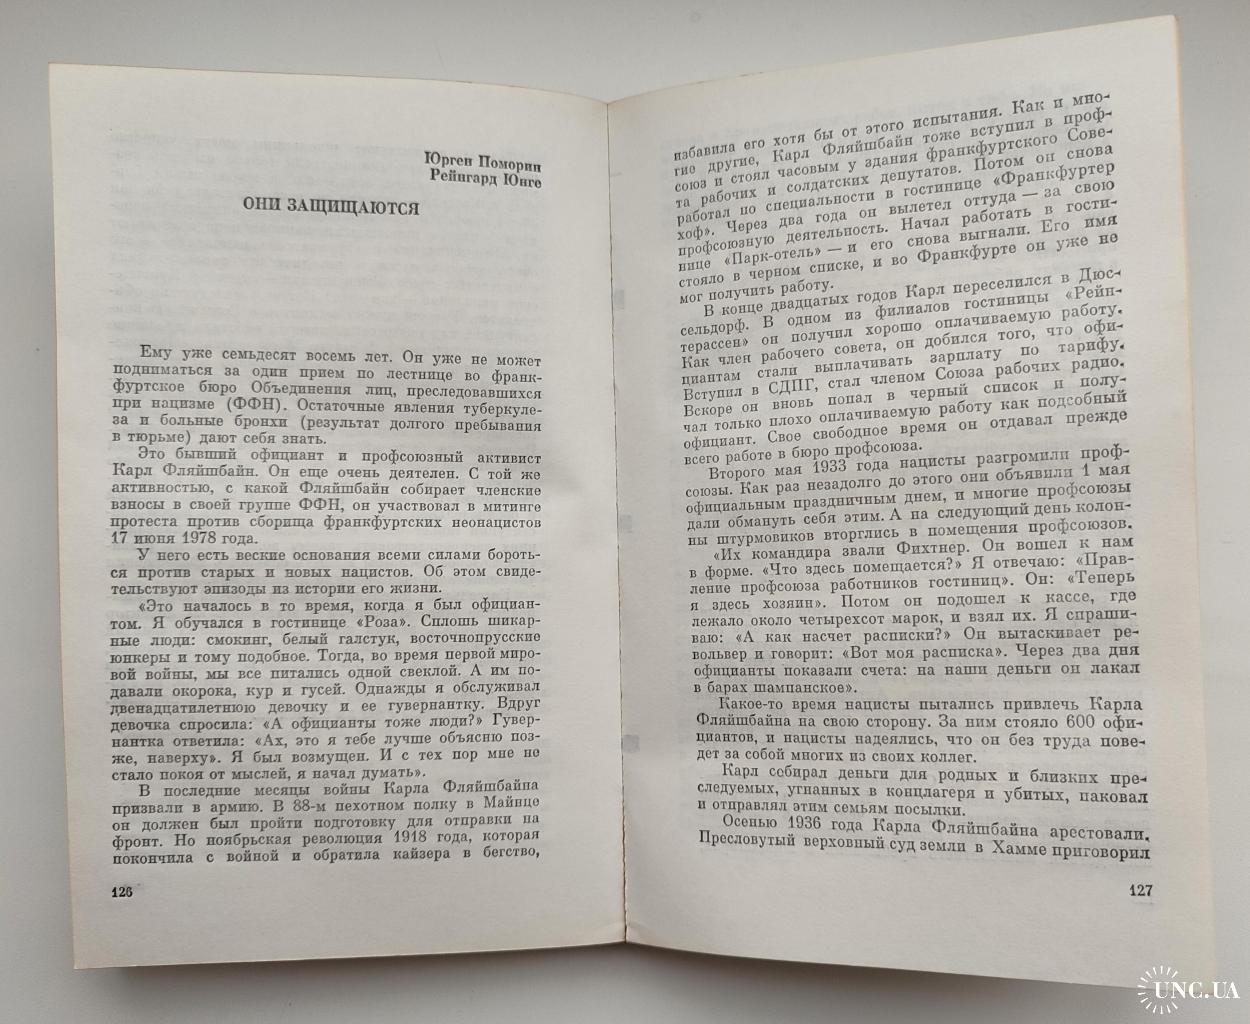 Юрген Поморин
Рейнгард Юнге
ОНИ ЗАЩИЩАЮТСЯ
Ему уже семьдесят восемь лет. Он уже не может
подниматься за один прием по лестнице во франк-
фуртское бюро Объединения лиц, преследовавшихся
при нацизме (ФФН). Остаточные явления туберкуле-
за и больные бронхи (результат долгого пребывания
в тюрьме) дают себя знать.
Это бывший официант и профсоюзный активист
Карл Фляйшбайн. Он еще очень деятелен. С той же
активностью, с какой Фляйшбайн собирает членские
взносы в своей группе ФФН, он участвовал в митинге
протеста против сборища франкфуртских неонацистов
17 июня 1978 года.
У него есть веские основания всеми силами бороть-
ся против старых и новых нацистов. Об этом свиде-
тельствуют эпизоды из истории его жизни.
«Это началось в то время, когда я был официан-
том. Я обучался в гостинице «Роза». Сплошь шикар-
ные люди: смокинг, белый галстук, восточнопрусские
юнкеры и тому подобное. Тогда, во время первой миро-
вой войны, мы все питались одной свеклой. А им по-
давали окорока, кур и гусей. Однажды я обслуживал
двенадцатилетнюю девочку и ее гувернантку. Вдруг
девочка спросила: «А официанты тоже люди?» Гувер-
нантка ответила: «Ах, это я тебе лучше объясню поз-
же, наверху». Я был возмущен. И с тех пор мне не
стало покоя от мыслей, я начал думать».
В последние месяцы войны Карла Фляйшбайна
призвали в армию. В 88-м пехотном полку в Майнце
он должен был пройти подготовку для отправки на
фронт. Но ноябрьская революция 1918 года, которая
покончила с войной и обратила кайзера в бегство,
126
избавила его хотя бы от этого испытания. Как и мно-
гие другие, Карл Фляйшбайн тоже вступил в проф-
союз и стоял часовым у здания франкфуртского Сове-
та рабочих и солдатских депутатов. Потом он снова
работал по специальности в гостинице «Франкфуртер
хоф». Через два года он вылетел оттуда — за свою
профсоюзную деятельность. Начал работать в гости-
нице «Парк-отель» — и его снова выгнали. Его имя
стояло в черном списке, и во Франкфурте он уже не
мог получить работу.
В конце двадцатых годов Карл переселился в Дюс-
сельдорф. В одном из филиалов гостиницы «Рейн-
терассен» он получил хорошо оплачиваемую работу.
Как член рабочего совета, он добился того, что офи-
циантам стали выплачивать зарплату по тарифу.
Вступил в СДПГ, стал членом Союза рабочих радио.
Вскоре он вновь попал в черный список и полу-
чал только плохо оплачиваемую работу как подсобный
официант. Свое свободное время он отдавал прежде
всего работе в бюро профсоюза.
Второго мая 1933 года нацисты разгромили проф-
союзы. Как раз незадолго до этого они объявили 1 мая
официальным праздничным днем, и многие профсоюзы
дали обмануть себя этим. А на следующий день колон-
ны штурмовиков вторглись в помещения профсоюзов.
«Их командира звали Фихтнер. Он вошел к нам
в форме. «Что здесь помещается?» Я отвечаю: «Прав-
ление профсоюза работников гостиниц». Он: «Теперь
я здесь хозяин». Потом он подошел к кассе, где
лежало около четырехсот марок, и взял их. Я спраши-
ваю: «А как насчет расписки?» Он вытаскивает ре-
вольвер и говорит: «Вот моя расписка». Через два дня
официанты показали счета: на наши деньги он лакал
в барах шампанское».
Какое-то время нацисты пытались привлечь Карла
Фляйшбайна на свою сторону. За ним стояло 600 офи-
циантов, и нацисты надеялись, что он без труда пове-
дет за собой многих из своих коллег.
Карл собирал деньги для родных и близких пре-
следуемых, угнанных в концлагеря и убитых, паковал
и отправлял этим семьям посылки.
Осенью 1936 года Карла Фляйшбайна арестовали.
Пресловутый верховный суд земли в Хамме приговорил
127
UNC.UA